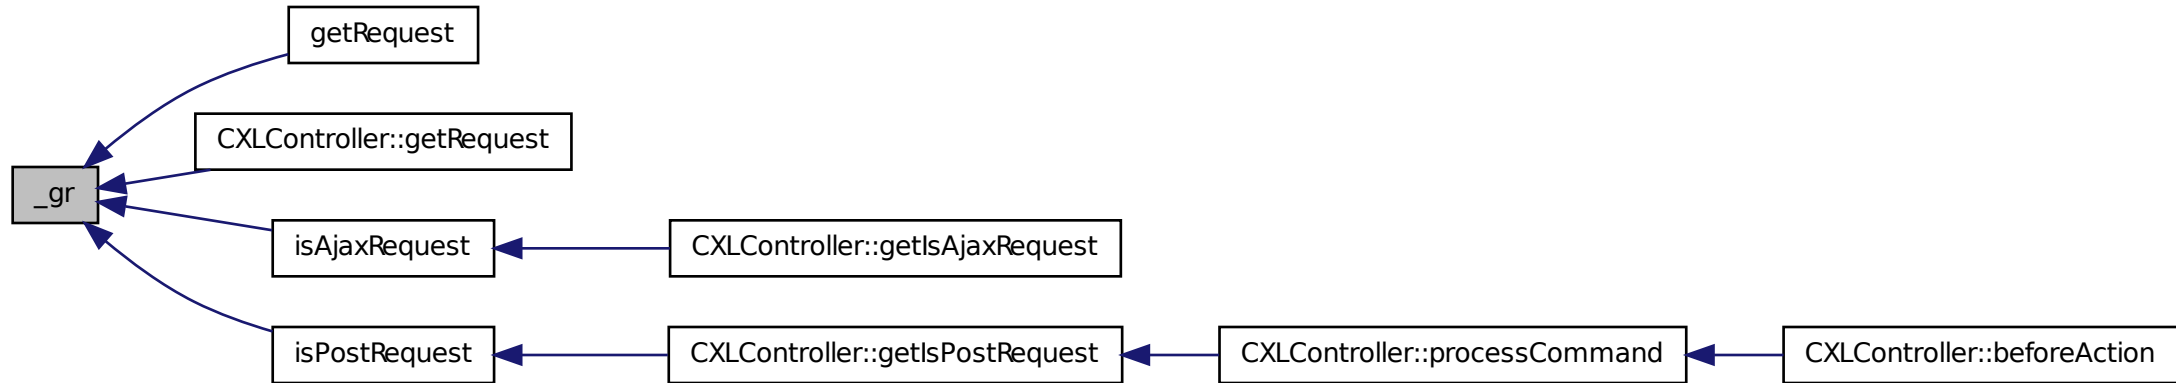 getRequest
CXLController::getRequest
_gr
isAjaxRequest
CXLController::getIsAjaxRequest
isPostRequest
CXLController::getIsPostRequest
CXLController::processCommand
CXLController::beforeAction